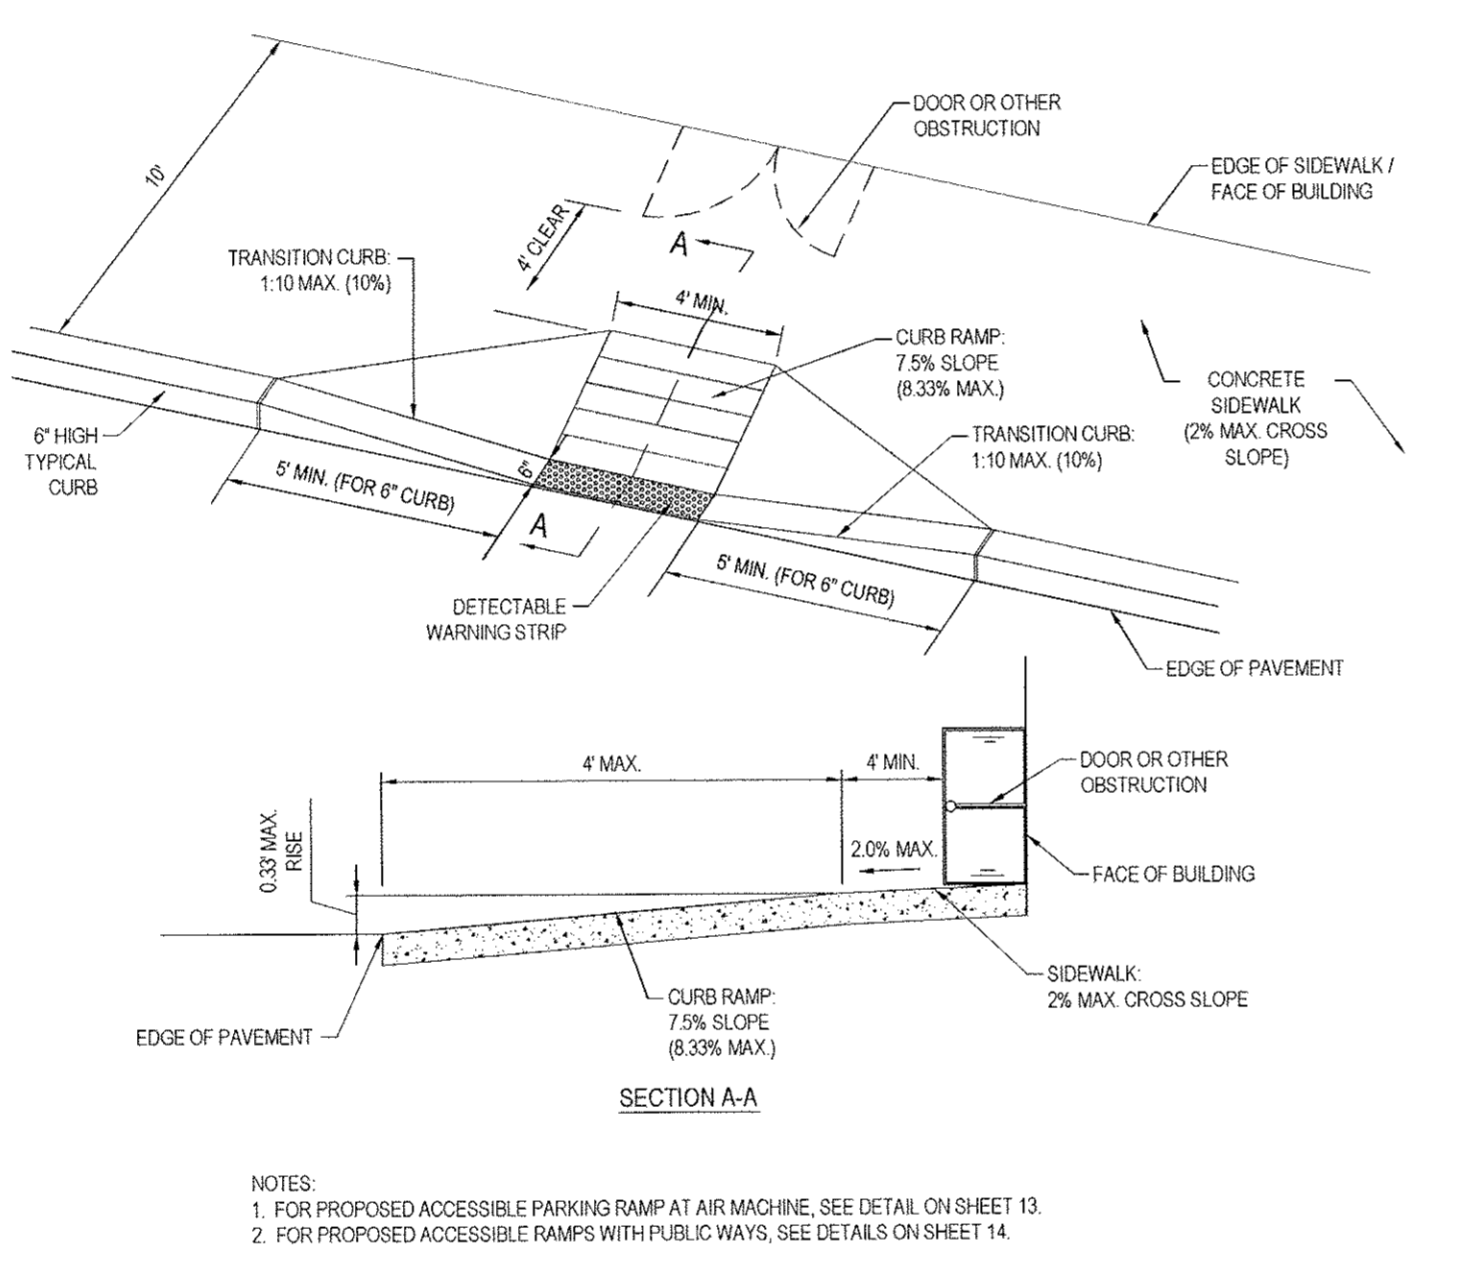 DOOR OR OTHER
OBSTRUCTION
EDGE OF SIDEWALK /
FACE OF BUILDING
10'
4' CLEAR
A
TRANSITION CURB:
1:10 MAX. (10%)
4' MIN.
CURB RAMP:
7.5% SLOPE
(8.33% MAX.)
CONCRETE
SIDEWALK
(2% MAX. CROSS
SLOPE)
6" HIGH
TYPICAL
CURB
TRANSITION CURB:
1:10 MAX. (10%)
6"
5' MIN. (FOR 6" CURB)
A
5' MIN. (FOR 6" CURB)
DETECTABLE
WARNING STRIP
EDGE OF PAVEMENT
4' MAX.
4' MIN.
DOOR OR OTHER
OBSTRUCTION
0.33' MAX.
RISE
2.0% MAX.
FACE OF BUILDING
SIDEWALK:
2% MAX. CROSS SLOPE
CURB RAMP:
7.5% SLOPE
(8.33% MAX.)
EDGE OF PAVEMENT
SECTION A-A
NOTES:
1. FOR PROPOSED ACCESSIBLE PARKING RAMP AT AIR MACHINE, SEE DETAIL ON SHEET 13.
2. FOR PROPOSED ACCESSIBLE RAMPS WITH PUBLIC WAYS, SEE DETAILS ON SHEET 14.